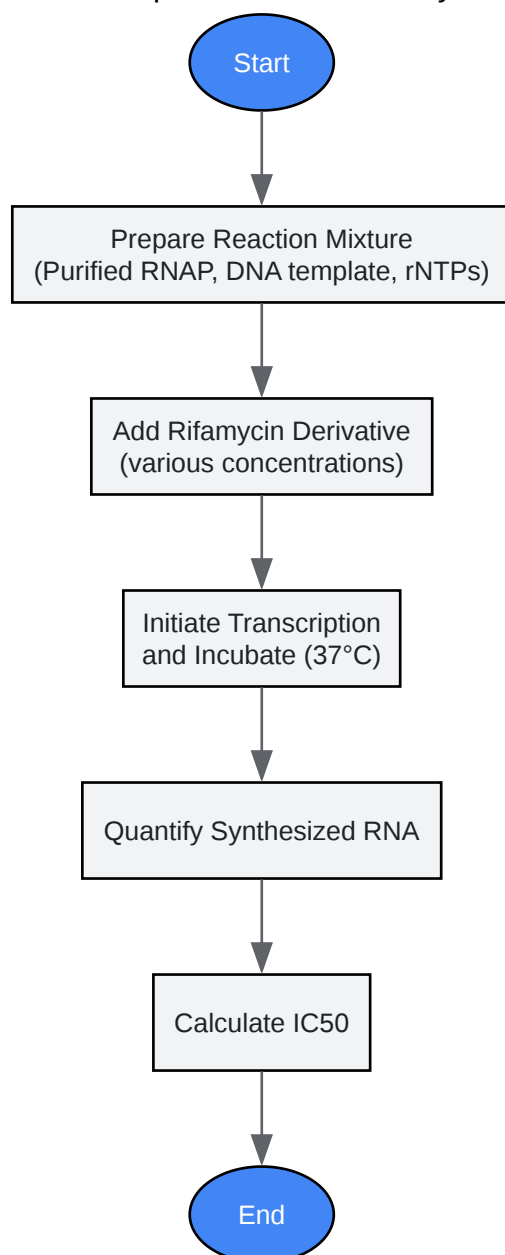 Start
Prepare Reaction Mixture
(Purified RNAP, DNA template, rNTPs)
Add Rifamycin Derivative
(various concentrations)
Initiate Transcription
and Incubate (37°C)
Quantify Synthesized RNA
Calculate IC50
End